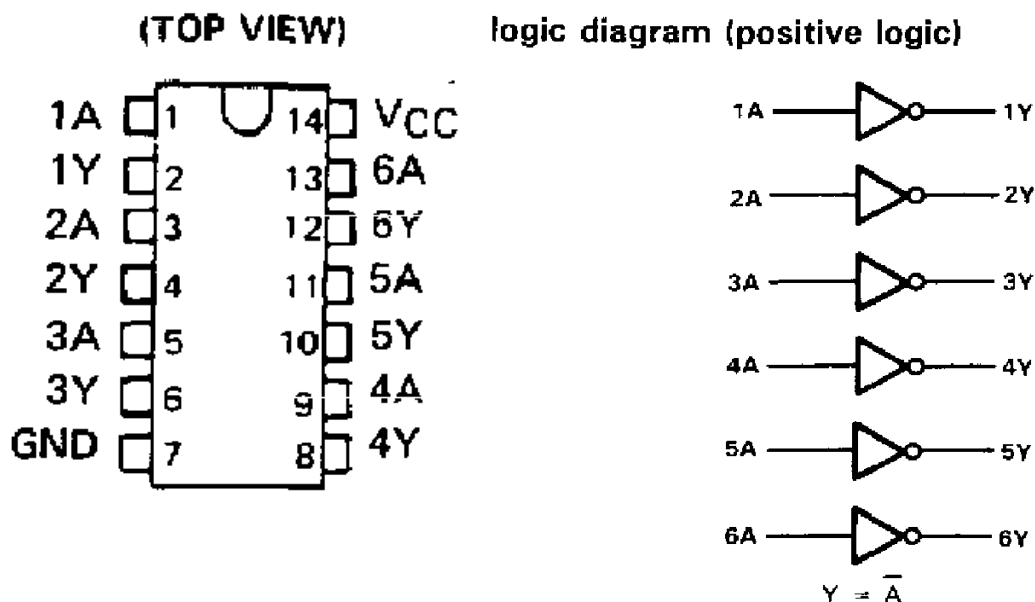 (TOP VIEW)
1A 1 14 VCC
1Y 2 13 6A
2A 3 12 6Y
2Y 4 11 5A
3A 5 10 5Y
3Y 6 9 4A
GND 7 8 4Y
logic diagram (positive logic)
1A 1Y
2A 2Y
3A 3Y
4A 4Y
5A 5Y
6A 6Y
Y = A̅